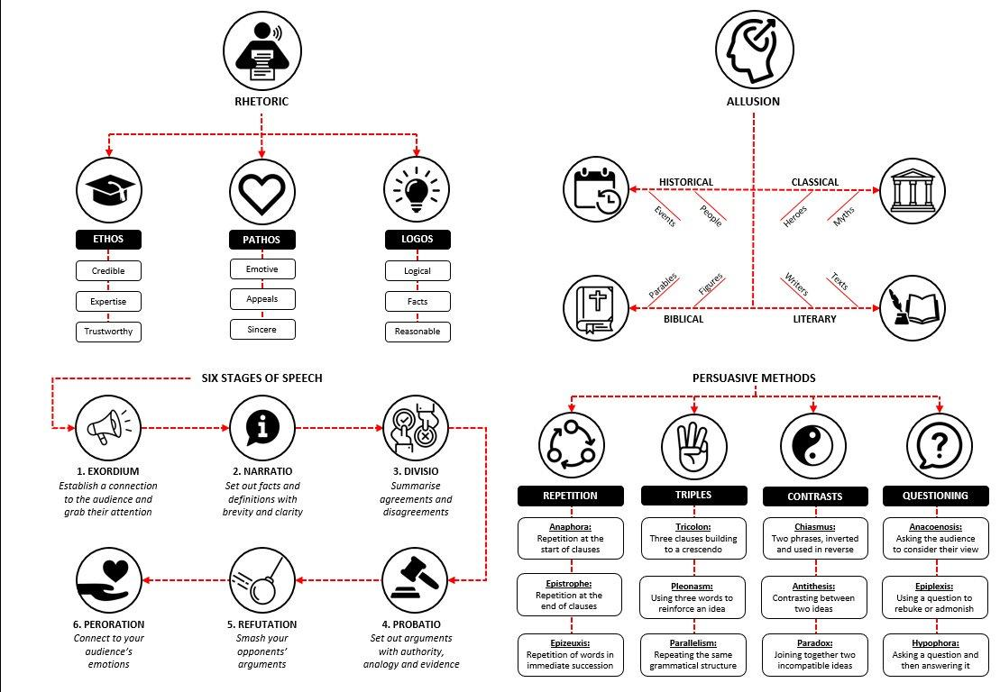 RHETORIC
ETHOS
Credible
Expertise
Trustworthy
PATHOS
Emotive
Appeals
Sincere
LOGOS
Logical
Facts
Reasonable
ALLUSION
HISTORICAL
Events
People
CLASSICAL
Heroes
Myths
Parables
Figures
BIBLICAL
Writers
Texts
LITERARY
SIX STAGES OF SPEECH
1. EXORDIUM
Establish a connection
to the audience and
grab their attention
2. NARRATIO
Set out facts and
definitions with
brevity and clarity
3. DIVISIO
Summarise
agreements and
disagreements
4. PROBATIO
Set out arguments
with authority,
analogy and evidence
5. REFUTATION
Smash your
opponents'
arguments
6. PERORATION
Connect to your
audience's
emotions
PERSUASIVE METHODS
REPETITION
Anaphora:
Repetition at the
start of clauses
Epistrophe:
Repetition at the
end of clauses
Epizeuxis:
Repetition of words in
immediate succession
TRIPLES
Tricolon:
Three clauses building
to a crescendo
Pleonasm:
Using three words to
reinforce an idea
Parallelism:
Repeating the same
grammatical structure
CONTRASTS
Chiasmus:
Two phrases, inverted
and used in reverse
Antithesis:
Contrasting between
two ideas
Paradox:
Joining together two
incompatible ideas
QUESTIONING
Anacoenosis:
Asking the audience
to consider their view
Epiplexis:
Using a question to
rebuke or admonish
Hypophora:
Asking a question and
then answering it